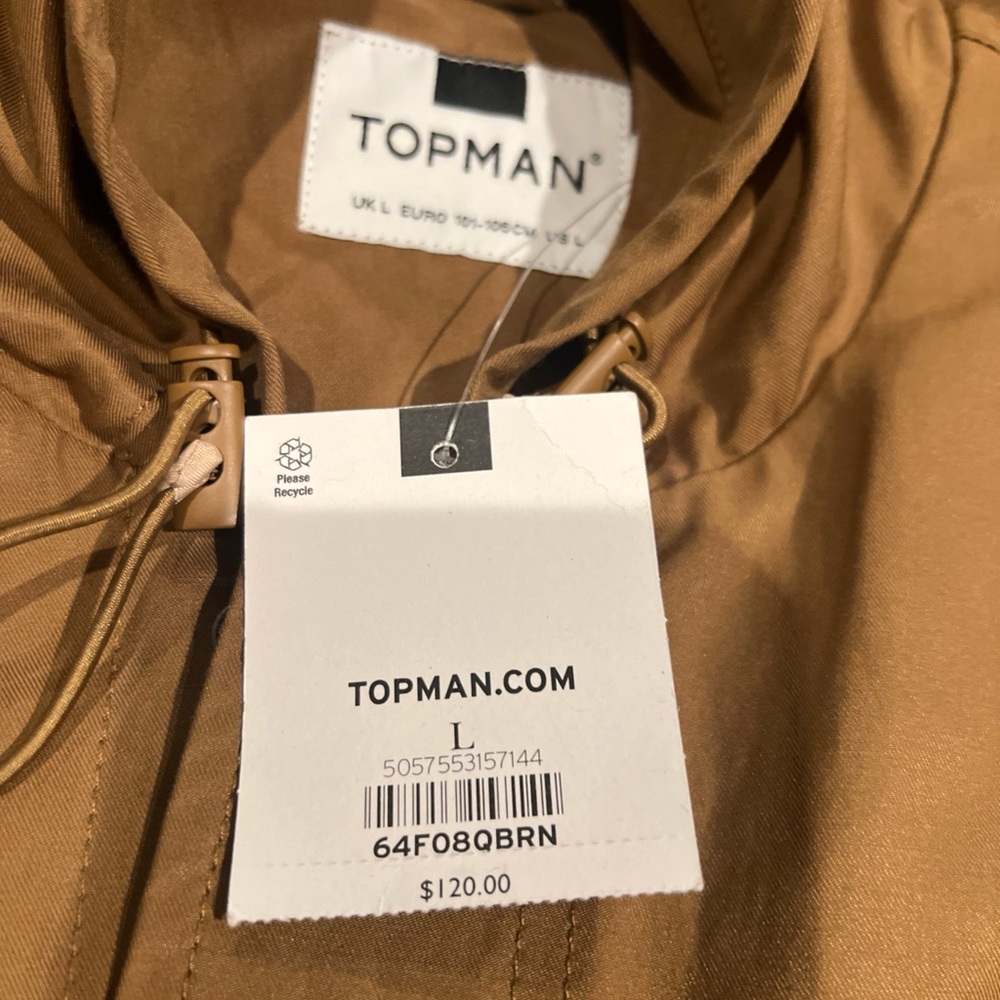 TOPMAN®
UK L EURO 101-106CM US L
Please
Recycle
TOPMAN.COM
L
5057553157144
64F08QBRN
$120.00